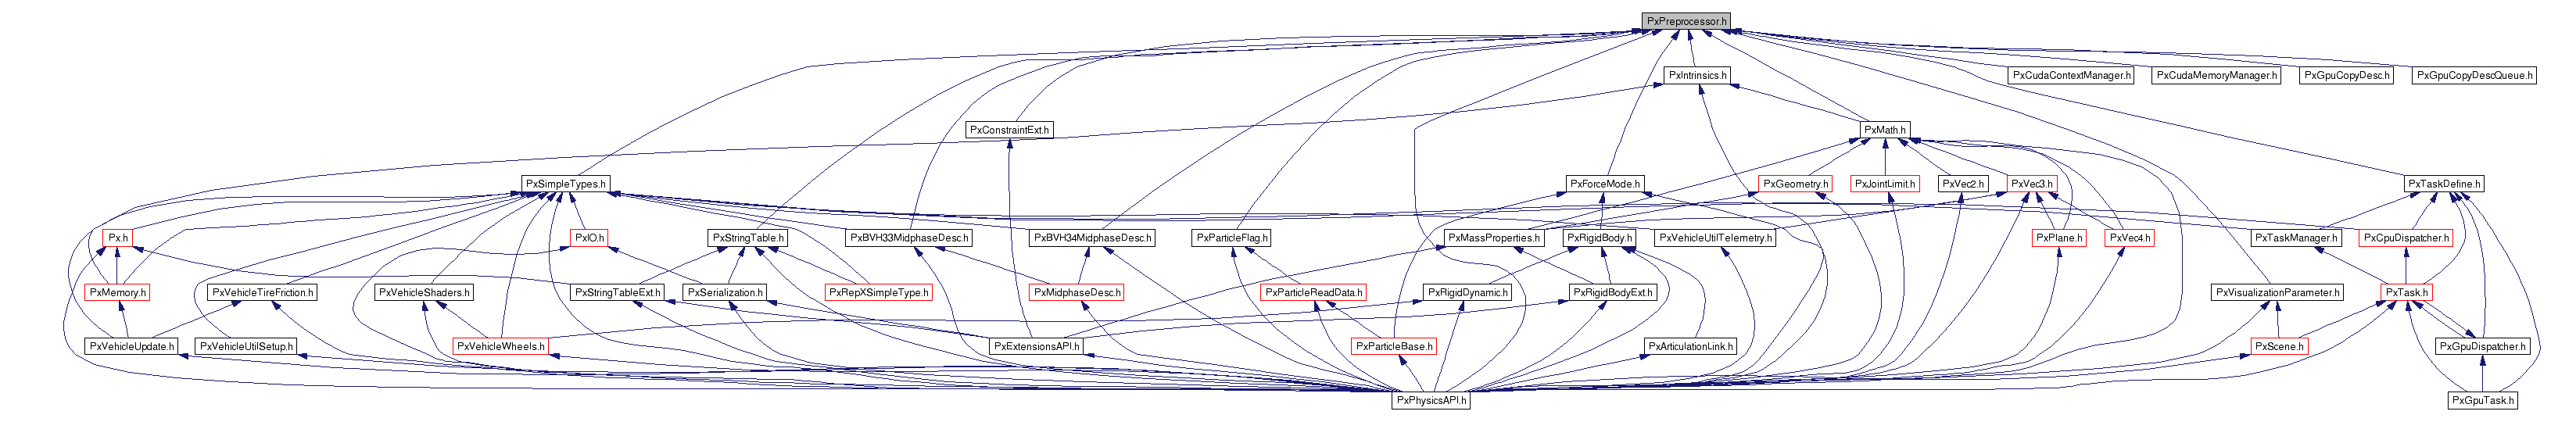 PxPreprocessor.h
PxIntrinsics.h
PxCudaContextManager.h
PxCudaMemoryManager.h
PxGpuCopyDesc.h
PxGpuCopyDescQueue.h
PxConstraintExt.h
PxMath.h
PxSimpleTypes.h
PxForceMode.h
PxGeometry.h
PxJointLimit.h
PxVec2.h
PxVec3.h
PxTaskDefine.h
Px.h
PxIO.h
PxStringTable.h
PxBVH33MidphaseDesc.h
PxBVH34MidphaseDesc.h
PxParticleFlag.h
PxMassProperties.h
PxRigidBody.h
PxVehicleUtilTelemetry.h
PxPlane.h
PxVec4.h
PxTaskManager.h
PxCpuDispatcher.h
PxMemory.h
PxVehicleTireFriction.h
PxVehicleShaders.h
PxStringTableExt.h
PxSerialization.h
PxRepXSimpleType.h
PxMidphaseDesc.h
PxParticleReadData.h
PxRigidDynamic.h
PxRigidBodyExt.h
PxVisualizationParameter.h
PxTask.h
PxVehicleUpdate.h
PxVehicleUtilSetup.h
PxVehicleWheels.h
PxExtensionsAPI.h
PxParticleBase.h
PxArticulationLink.h
PxScene.h
PxGpuDispatcher.h
PxPhysicsAPI.h
PxGpuTask.h